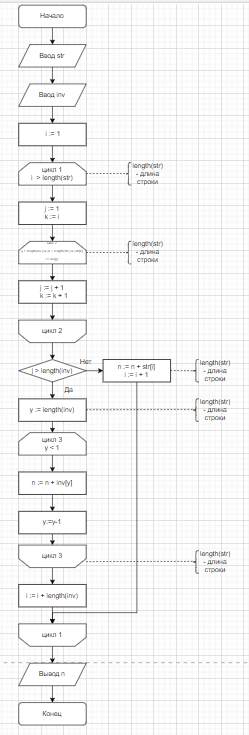 Начало
Ввод str
Ввод inv
i := 1
цикл 1
i > length(str)
length(str)
- длина
строки
j := 1
k := i
length(str)
- длина
строки
j := j + 1
k := k + 1
цикл 2
j > length(inv)
Нет
Да
n := n + str[i]
i := i + 1
length(str)
- длина
строки
y := length(inv)
length(str)
- длина
строки
цикл 3
y < 1
n := n + inv[y]
y:=y-1
цикл 3
length(str)
- длина
строки
i := i + length(inv)
цикл 1
Вывод n
Конец